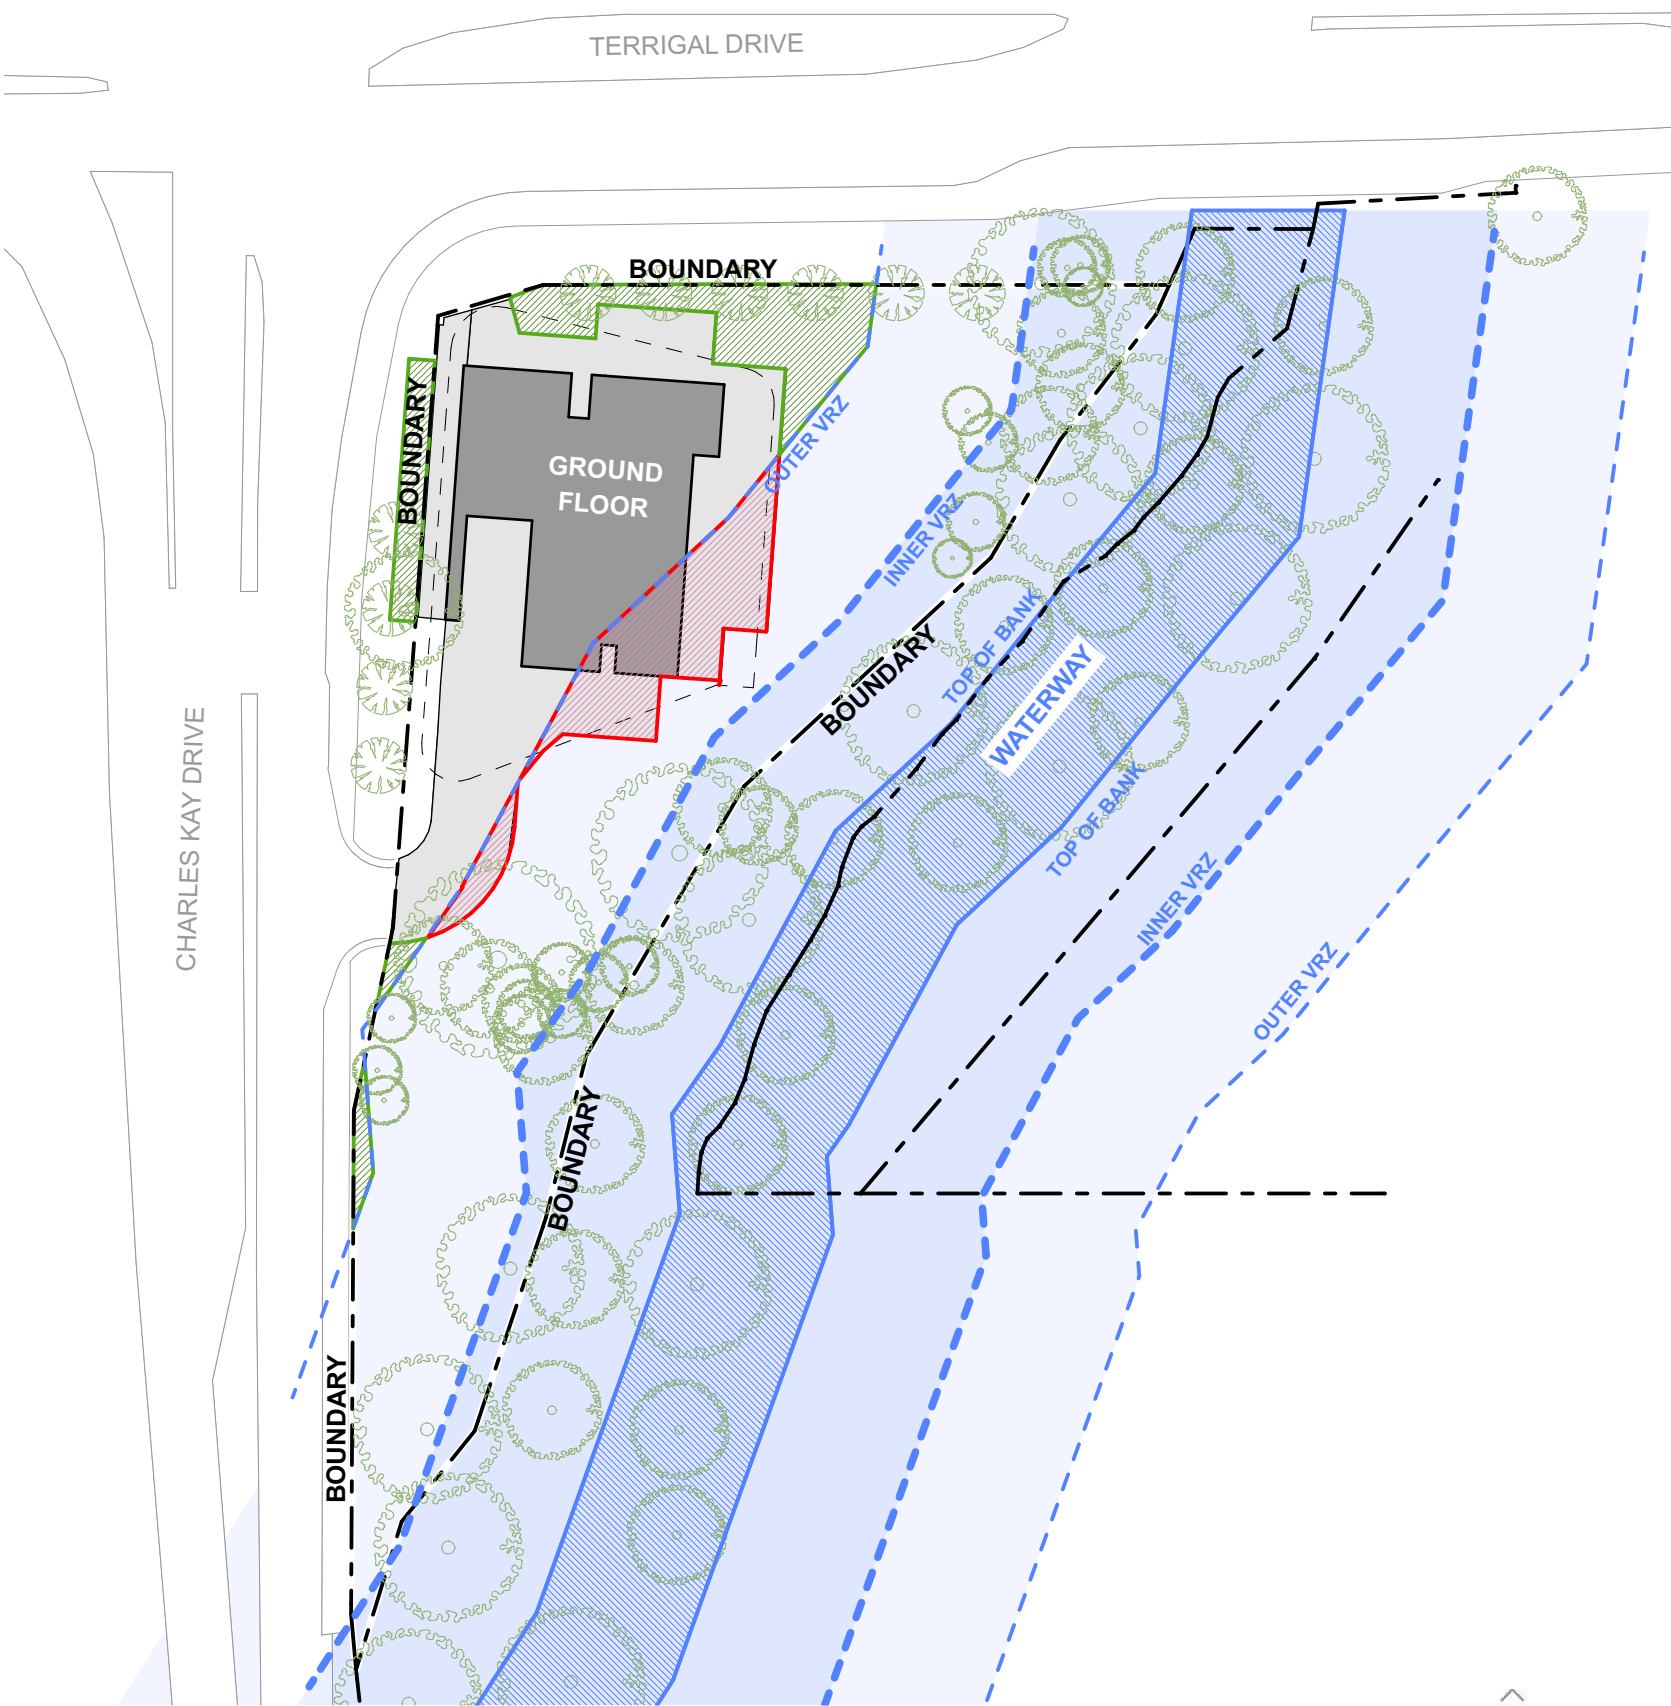 TERRIGAL DRIVE
BOUNDARY
BOUNDARY
GROUND
FLOOR
OUTER VRZ
INNER VRZ
TOP OF BANK
BOUNDARY
WATERWAY
CHARLES KAY DRIVE
TOP OF BANK
INNER VRZ
OUTER VRZ
BOUNDARY
BOUNDARY